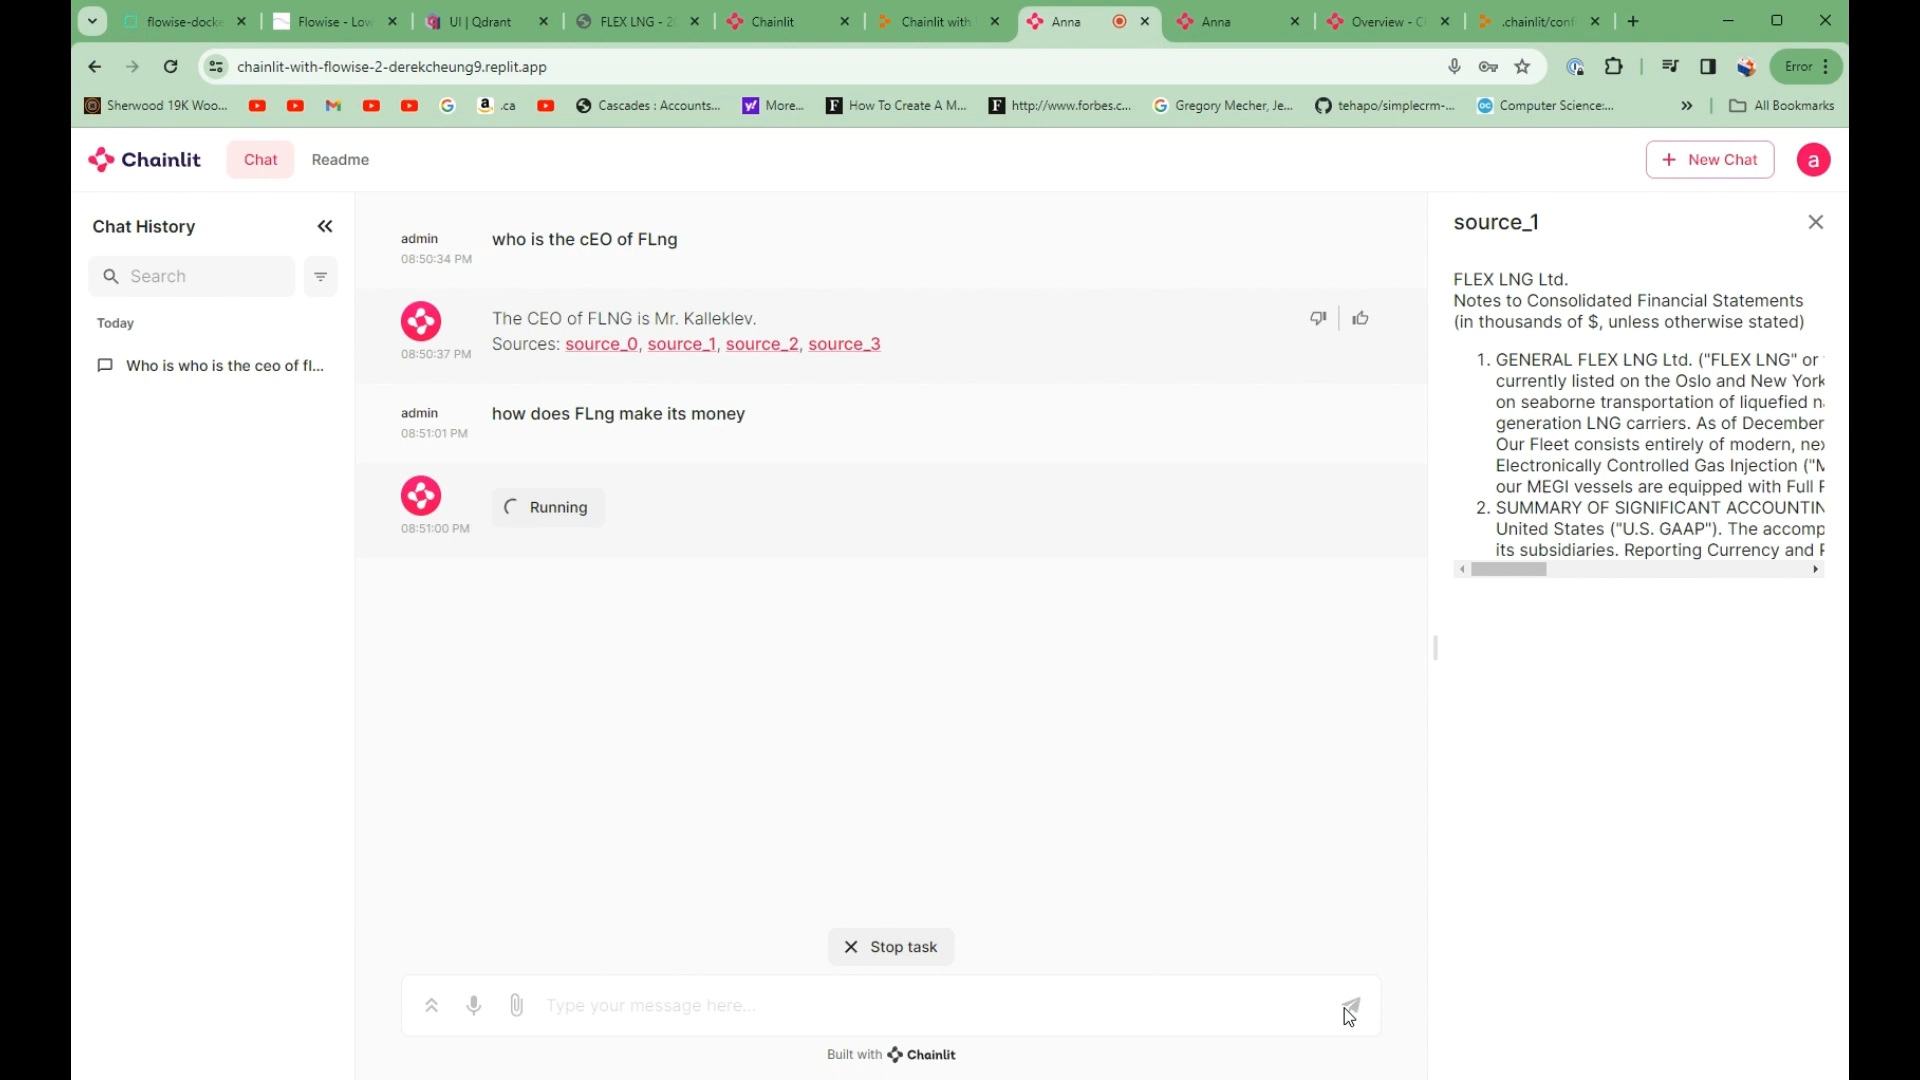 flowise-docke
Flowise - Low
UI | Qdrant
FLEX LNG - 20
Chainlit
Chainlit with
Anna
Anna
Overview - C
.chainlit/conf
chainlit-with-flowise-2-derekcheung9.replit.app
Error
Sherwood 19K Woo...
.ca
Cascades : Accounts...
More...
How To Create A M...
http://www.forbes.c...
Gregory Mecher, Je...
tehapo/simplecrm-...
Computer Science:...
»
All Bookmarks
Chainlit
Chat
Readme
+ New Chat
a
Chat History
Search
Today
Who is who is the ceo of fl...
admin
who is the cEO of FLng
08:50:34 PM
The CEO of FLNG is Mr. Kalleklev.
Sources: source_0, source_1, source_2, source_3
08:50:37 PM
admin
how does FLng make its money
08:51:01 PM
Running
08:51:00 PM
Stop task
Type your message here...
Built with Chainlit
source_1
FLEX LNG Ltd.
Notes to Consolidated Financial Statements
(in thousands of $, unless otherwise stated)
1. GENERAL FLEX LNG Ltd. ("FLEX LNG" or
currently listed on the Oslo and New York
on seaborne transportation of liquefied n
generation LNG carriers. As of December
Our Fleet consists entirely of modern, nex
Electronically Controlled Gas Injection ("M
our MEGI vessels are equipped with Full F
2. SUMMARY OF SIGNIFICANT ACCOUNTIN
United States ("U.S. GAAP"). The accomp
its subsidiaries. Reporting Currency and F